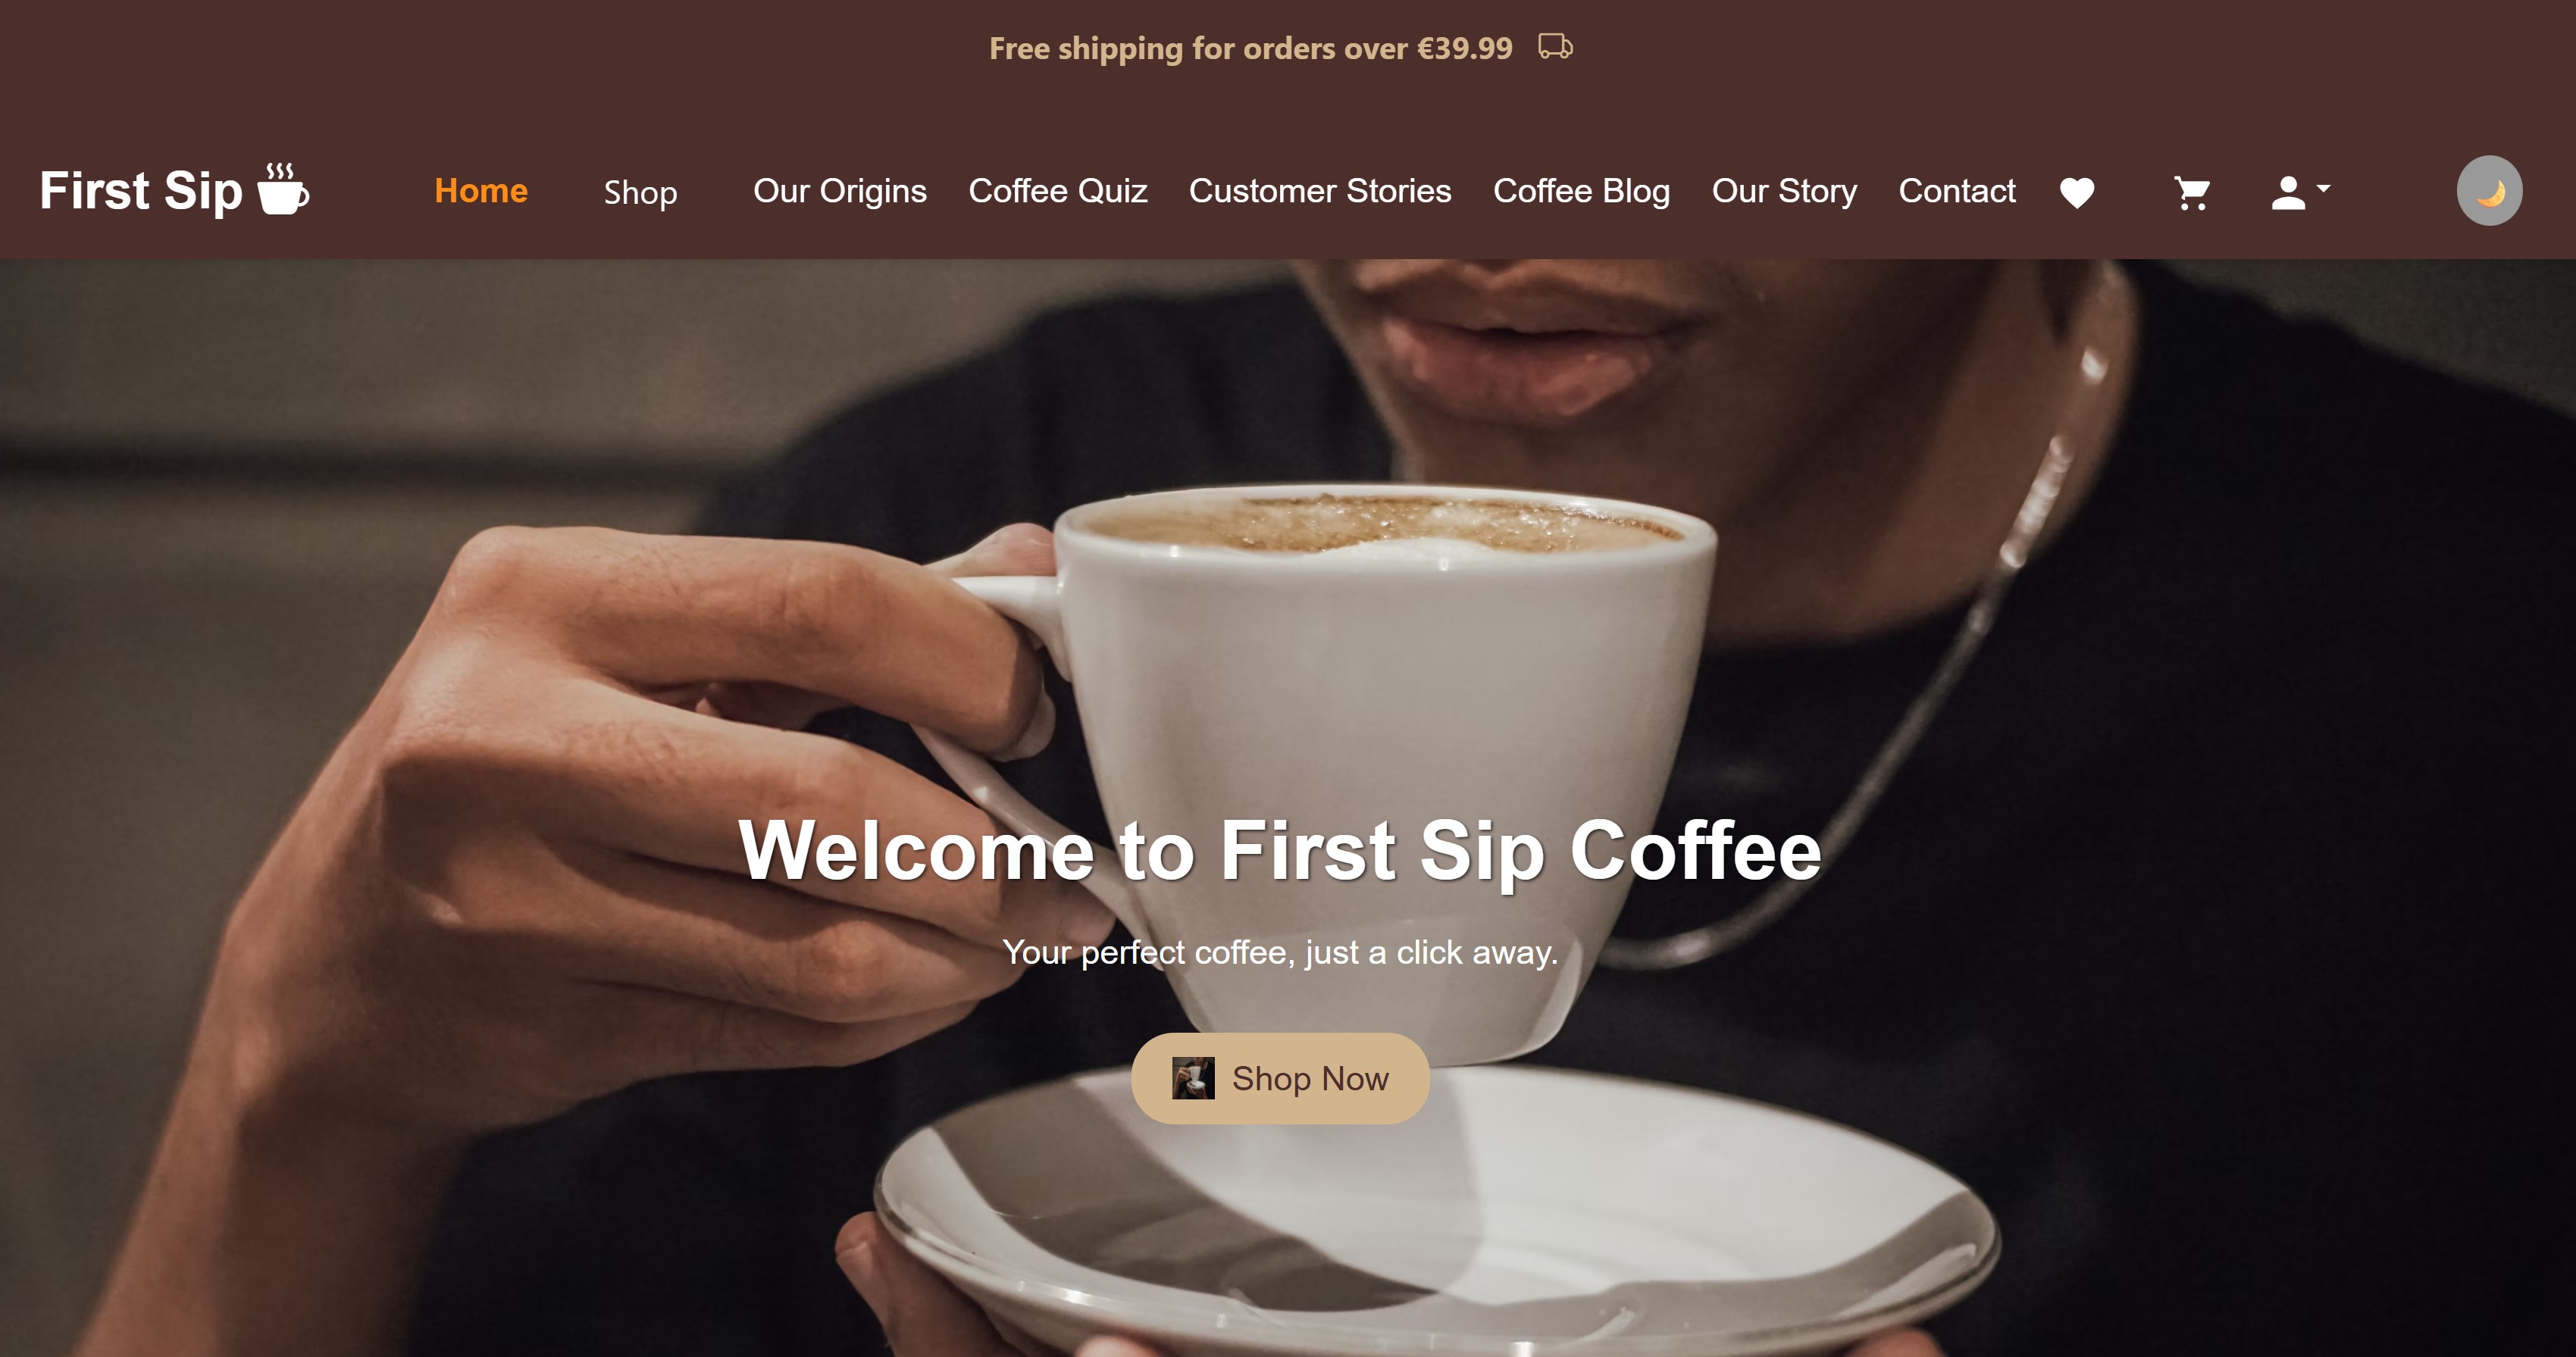 Free shipping for orders over €39.99
First Sip
Home Shop Our Origins Coffee Quiz Customer Stories Coffee Blog Our Story Contact
Welcome to First Sip Coffee
Your perfect coffee, just a click away.
Shop Now